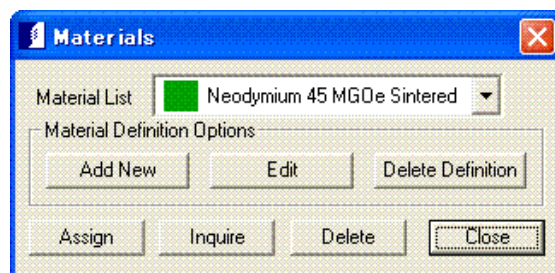 Materials
Material List Neodymium 45 MGOe Sintered
Material Definition Options
Add New Edit Delete Definition
Assign Inquire Delete Close